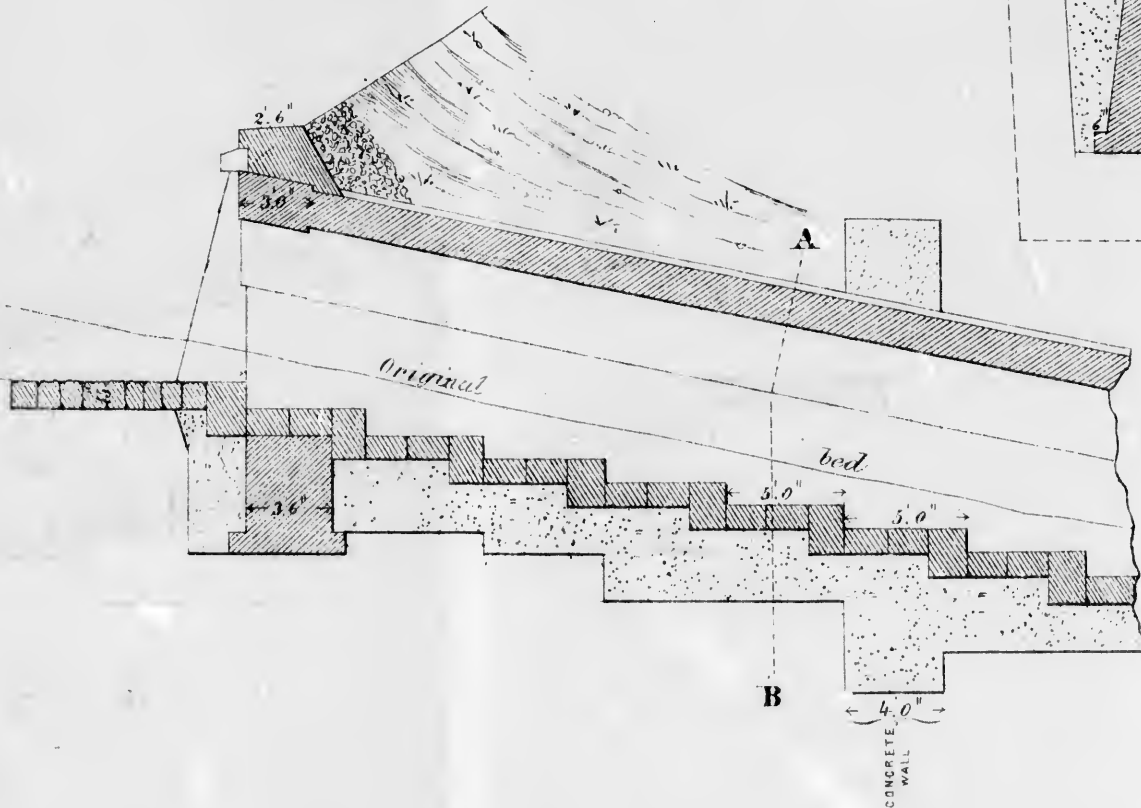 2.6"
3.0"
6"
A
Original
bed
3.6"
5.0"
5.0"
B
4.0"
CONCRETE
WALL